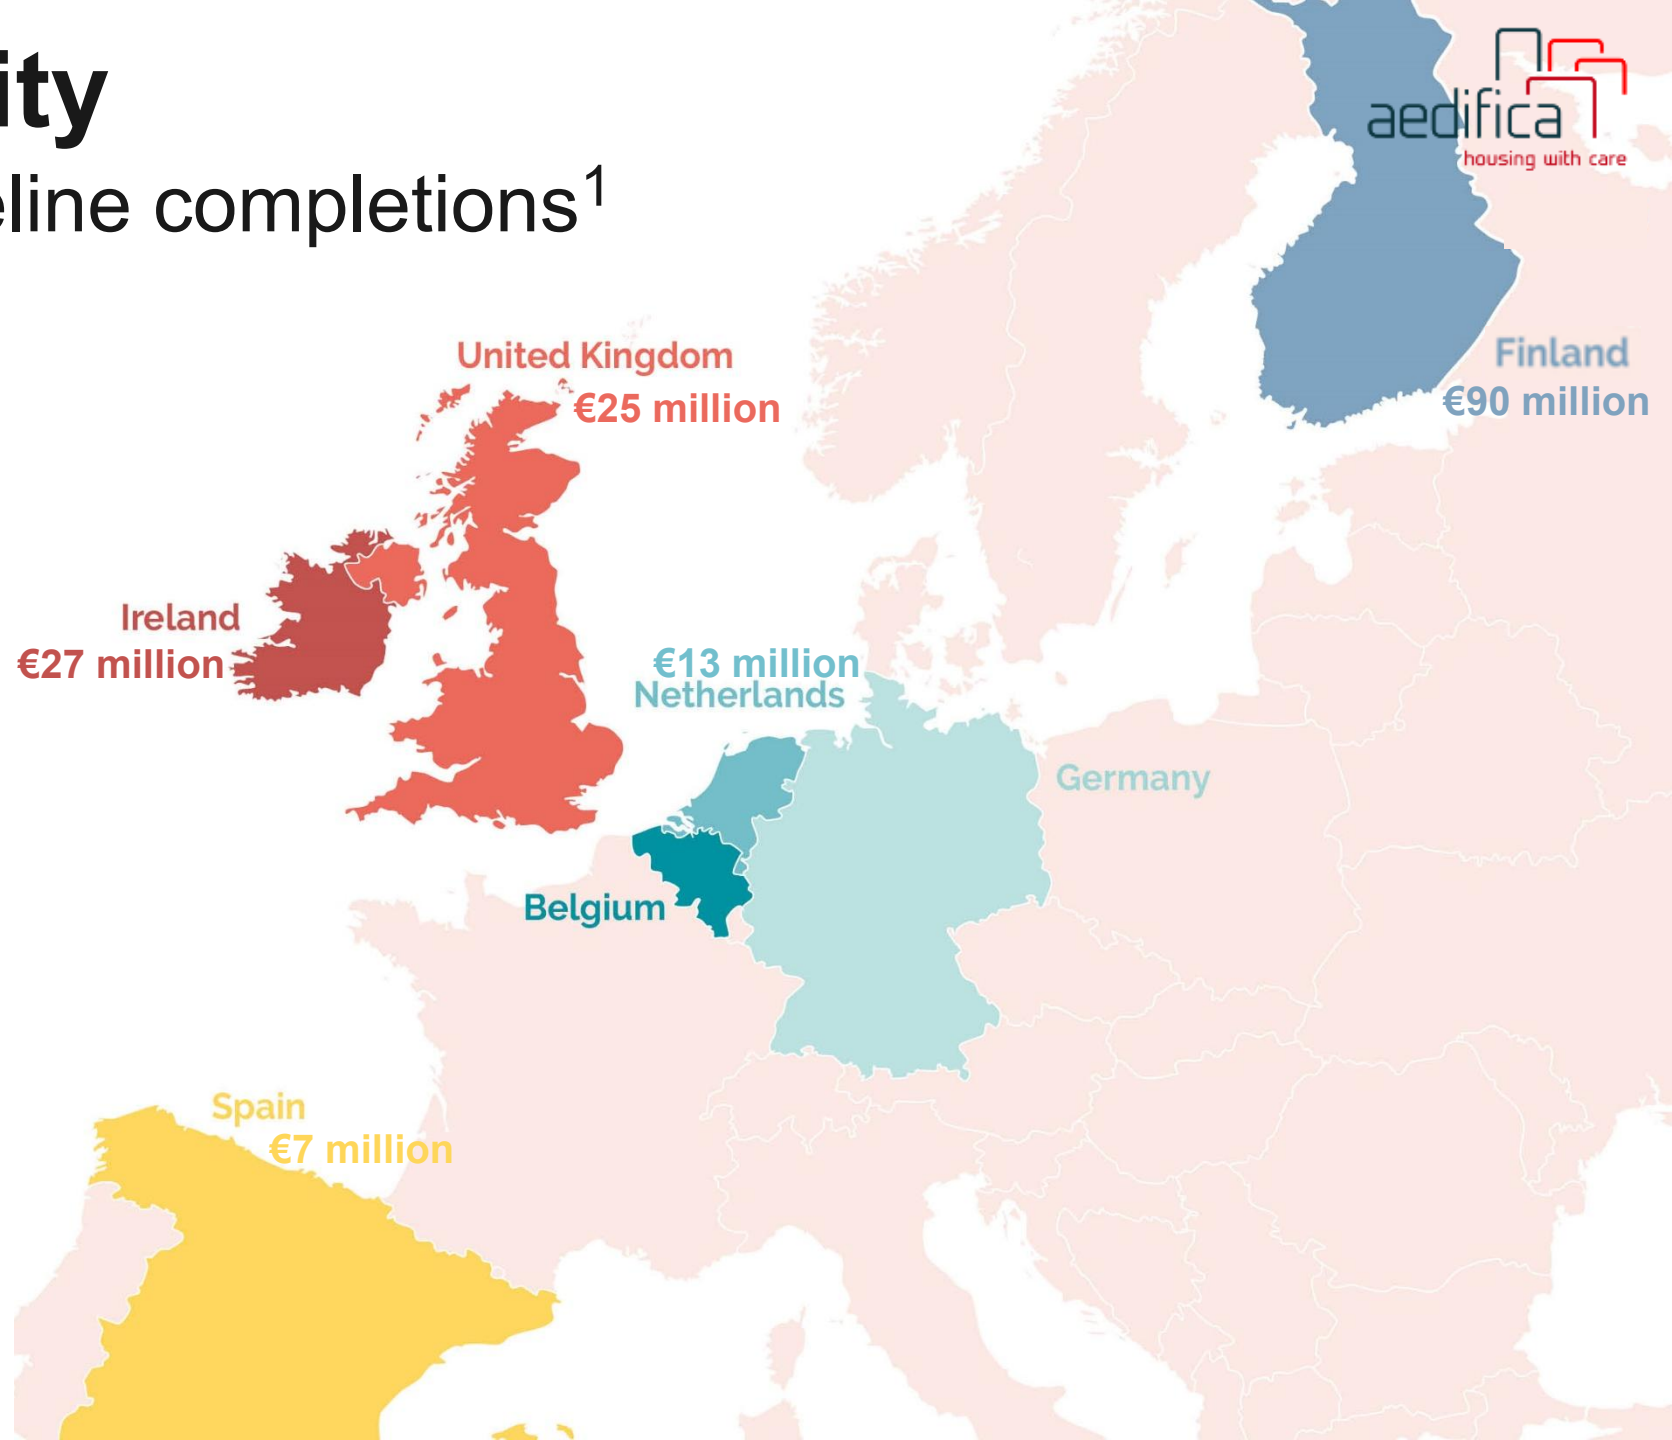 ity
eline completions¹
aedifica
housing with care
United Kingdom
€25 million
Finland
€90 million
Ireland
€27 million
€13 million
Netherlands
Germany
Belgium
Spain
€7 million